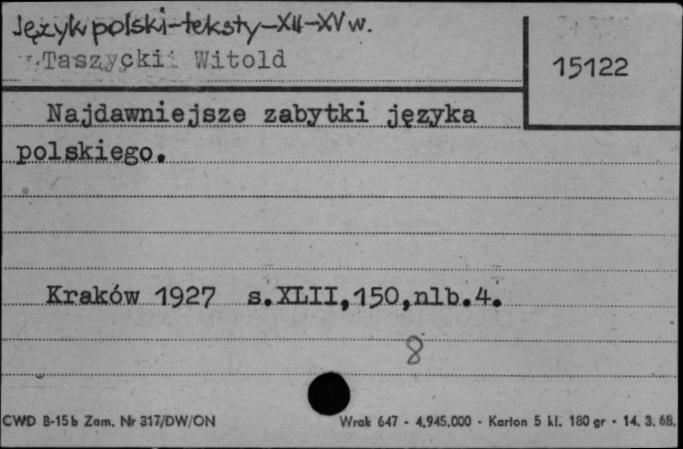 Język polski-teksty-XII-XV w.
Taszycki Witold
15122
Najdawniejsze zabytki języka
polskiego.
Kraków 1927 s.XLII,150,nlb.4.
8
CWD B-15b Zam. Nr 317/DW/ON
Wrak 647 - 4.945.000 - Karton 5 kl. 180 gr - 14. 3. 68.